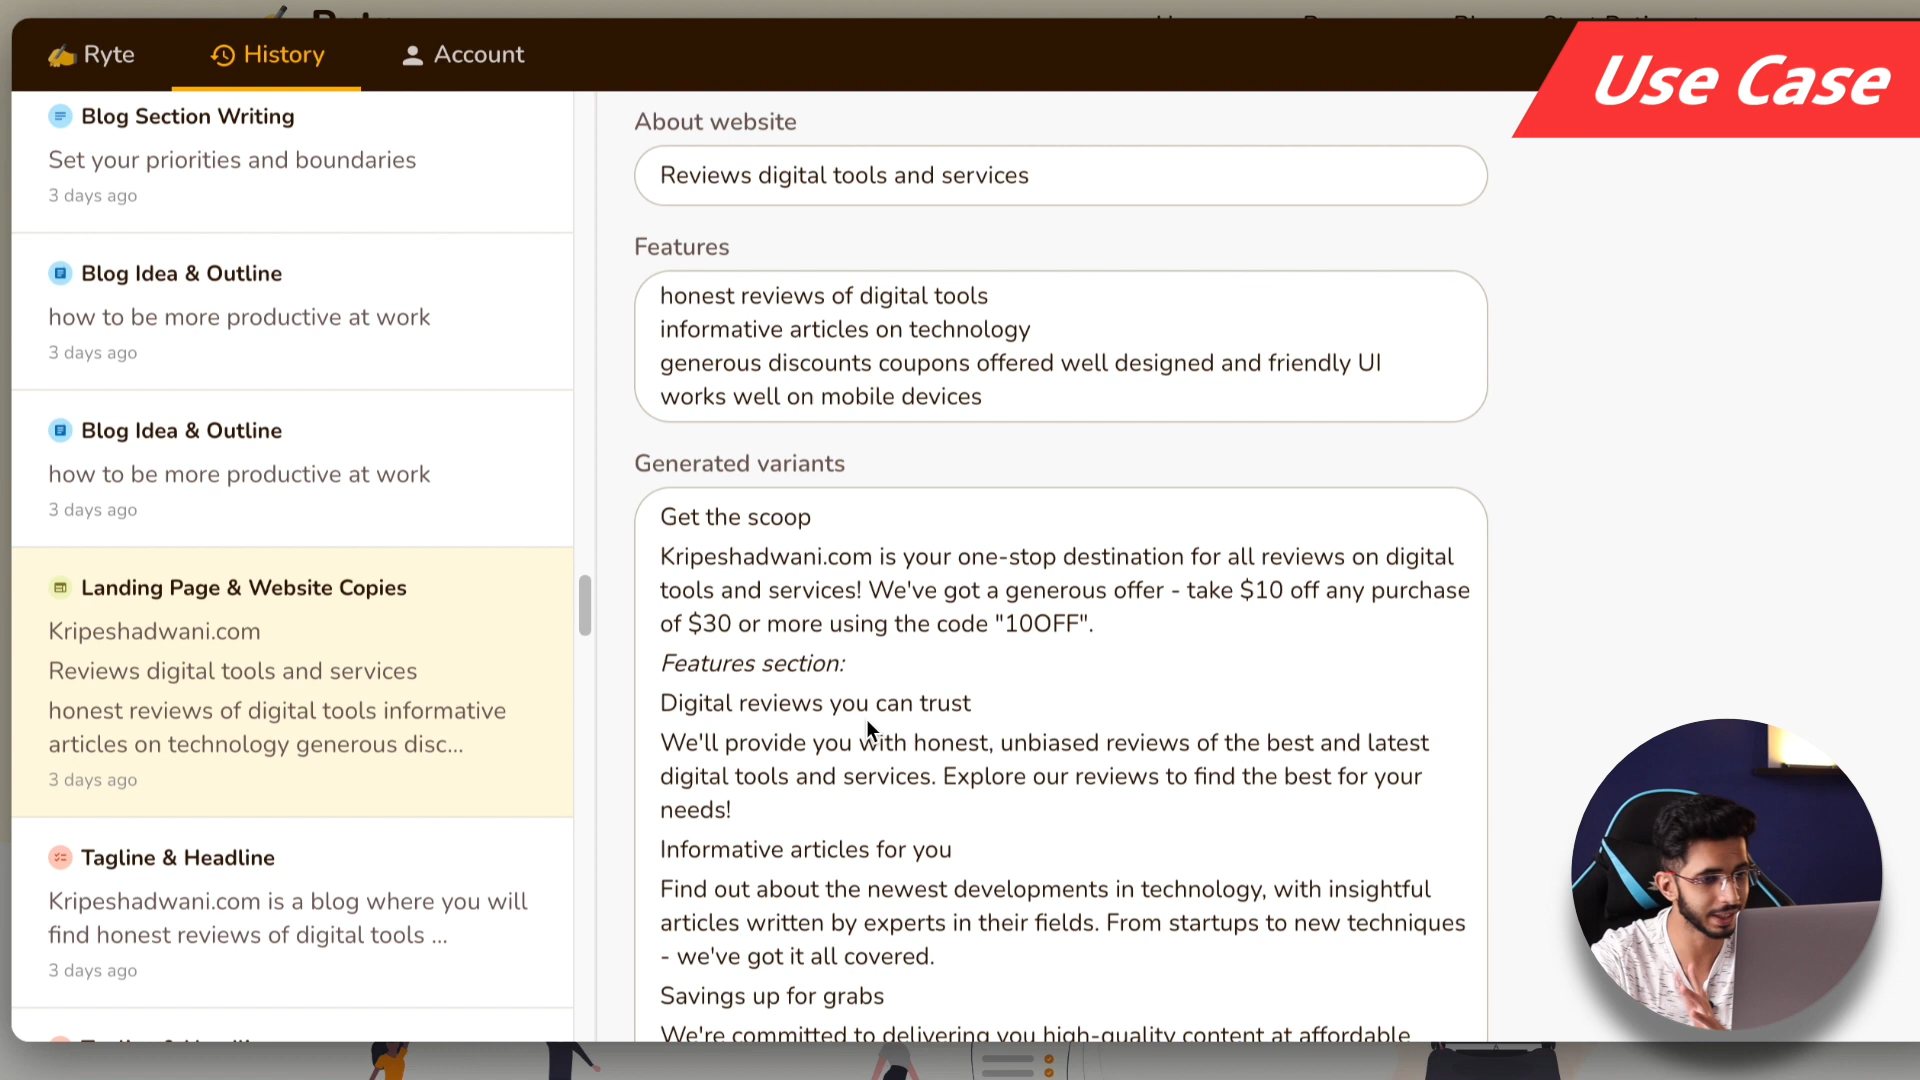 Ryte
History
Account
Use Case
Blog Section Writing
Set your priorities and boundaries
3 days ago
Blog Idea & Outline
how to be more productive at work
3 days ago
Blog Idea & Outline
how to be more productive at work
3 days ago
Landing Page & Website Copies
Kripeshadwani.com
Reviews digital tools and services
honest reviews of digital tools informative
articles on technology generous disc...
3 days ago
Tagline & Headline
Kripeshadwani.com is a blog where you will
find honest reviews of digital tools ...
3 days ago
About website
Reviews digital tools and services
Features
honest reviews of digital tools
informative articles on technology
generous discounts coupons offered well designed and friendly UI
works well on mobile devices
Generated variants
Get the scoop
Kripeshadwani.com is your one-stop destination for all reviews on digital
tools and services! We've got a generous offer - take $10 off any purchase
of $30 or more using the code "10OFF".
Features section:
Digital reviews you can trust
We'll provide you with honest, unbiased reviews of the best and latest
digital tools and services. Explore our reviews to find the best for your
needs!
Informative articles for you
Find out about the newest developments in technology, with insightful
articles written by experts in their fields. From startups to new techniques
- we've got it all covered.
Savings up for grabs
We're committed to delivering you high-quality content at affordable